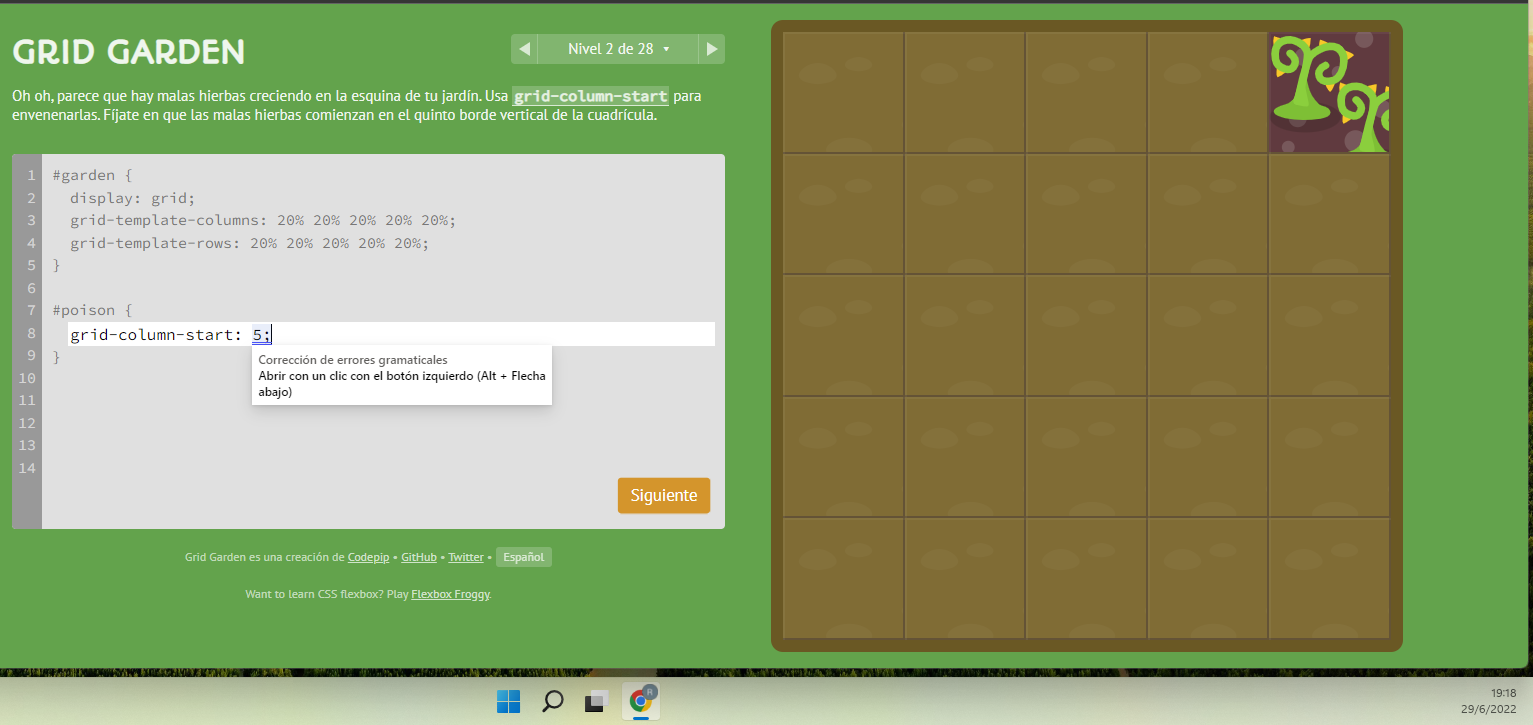 GRID GARDEN
◀ Nivel 2 de 28 ▾ ▶
Oh oh, parece que hay malas hierbas creciendo en la esquina de tu jardín. Usa grid-column-start para
envenenarlas. Fíjate en que las malas hierbas comienzan en el quinto borde vertical de la cuadrícula.
1 #garden {
2 display: grid;
3 grid-template-columns: 20% 20% 20% 20% 20%;
4 grid-template-rows: 20% 20% 20% 20% 20%;
5 }
6
7 #poison {
8 grid-column-start: 5;
9 }
10
11
12
13
14
Corrección de errores gramaticales
Abrir con un clic con el botón izquierdo (Alt + Flecha
abajo)
Siguiente
Grid Garden es una creación de Codepip • GitHub • Twitter • Español
Want to learn CSS flexbox? Play Flexbox Froggy.
R
19:18
29/6/2022